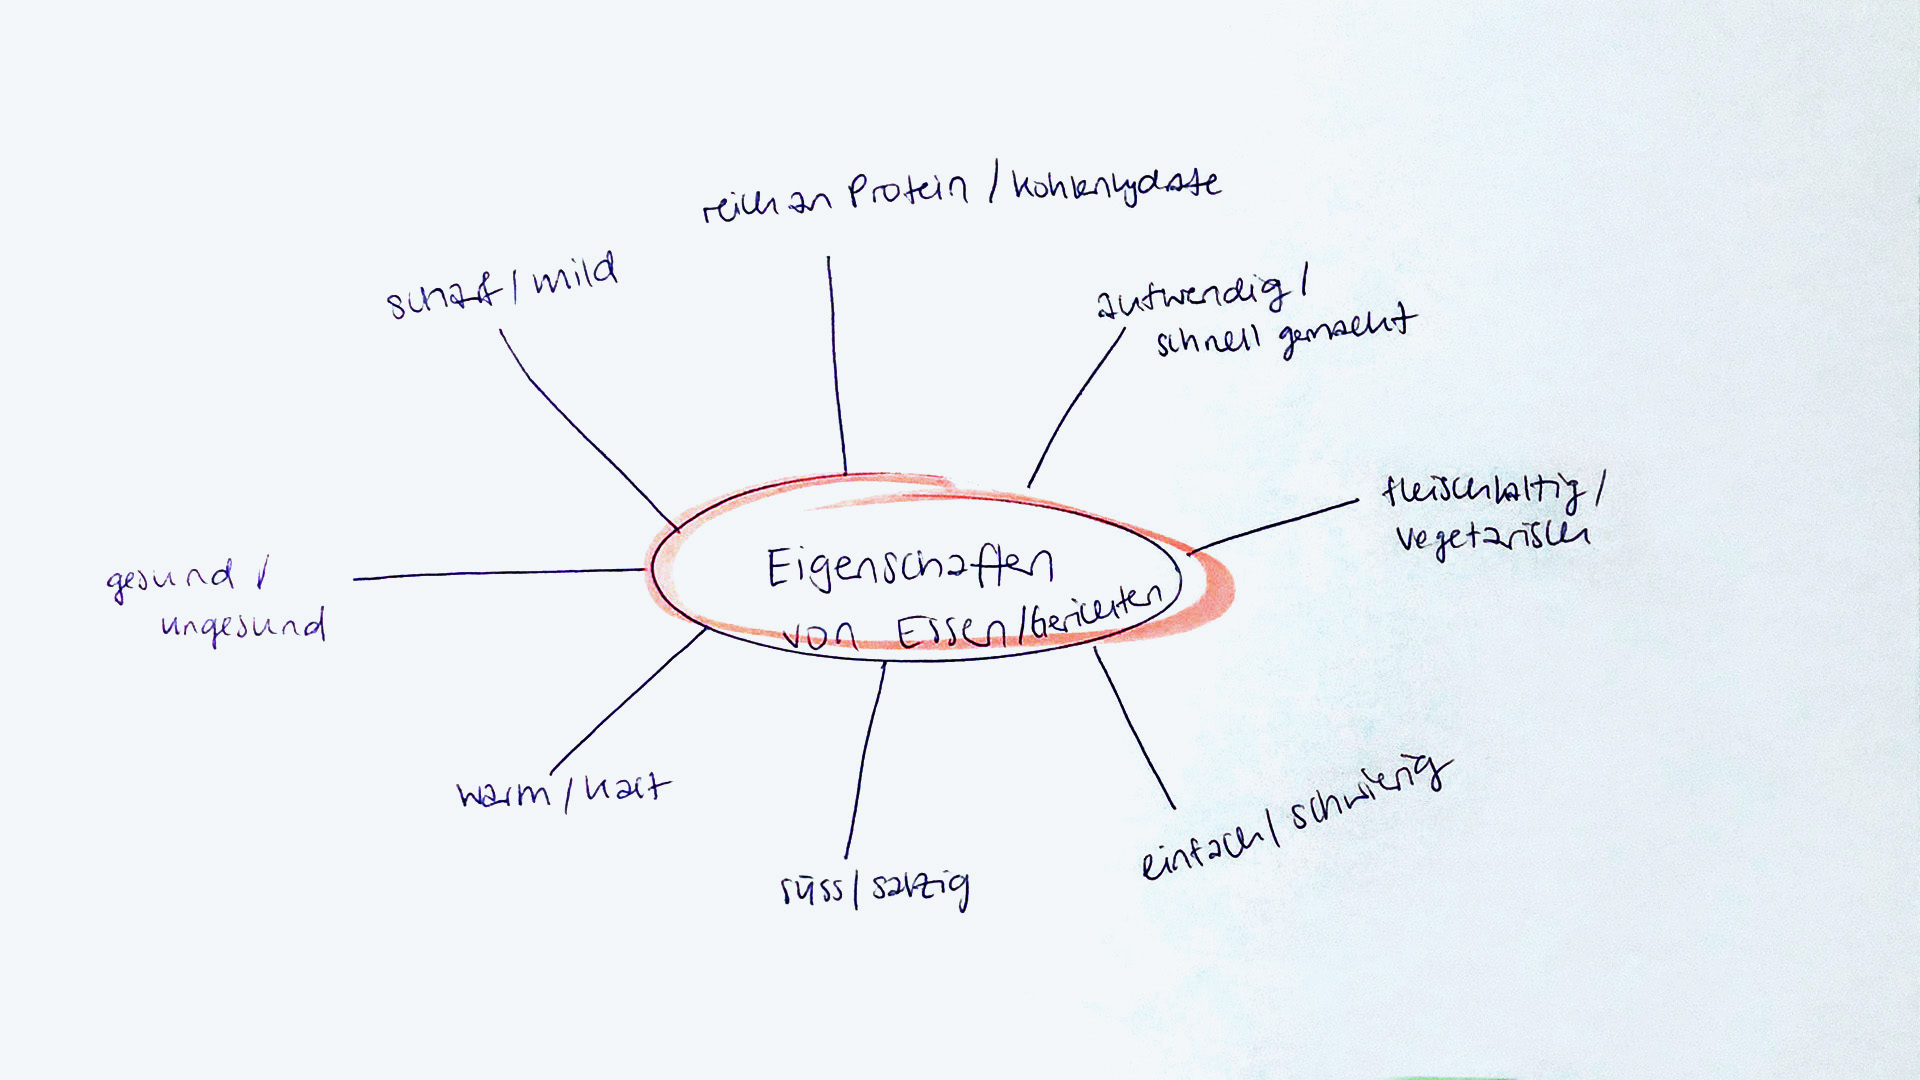 reich an Protein / Kohlenhydrate
scharf / mild
aufwendig /
schnell gemacht
fleischhaltig /
vegetarisch
Eigenschaften
von Essen / Gerichten
gesund /
ungesund
warm / kalt
süss / salzig
einfach / schwierig